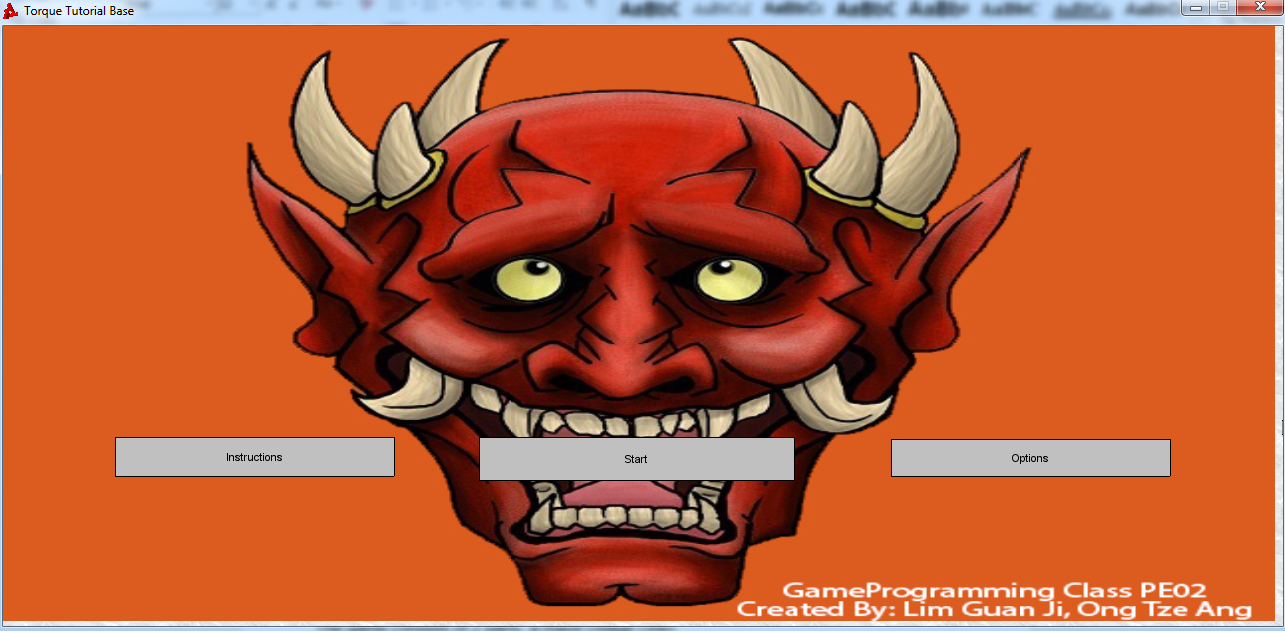 Torque Tutorial Base
Instructions
Start
Options
GameProgramming Class PE02
Created By: Lim Guan Ji, Ong Tze Ang